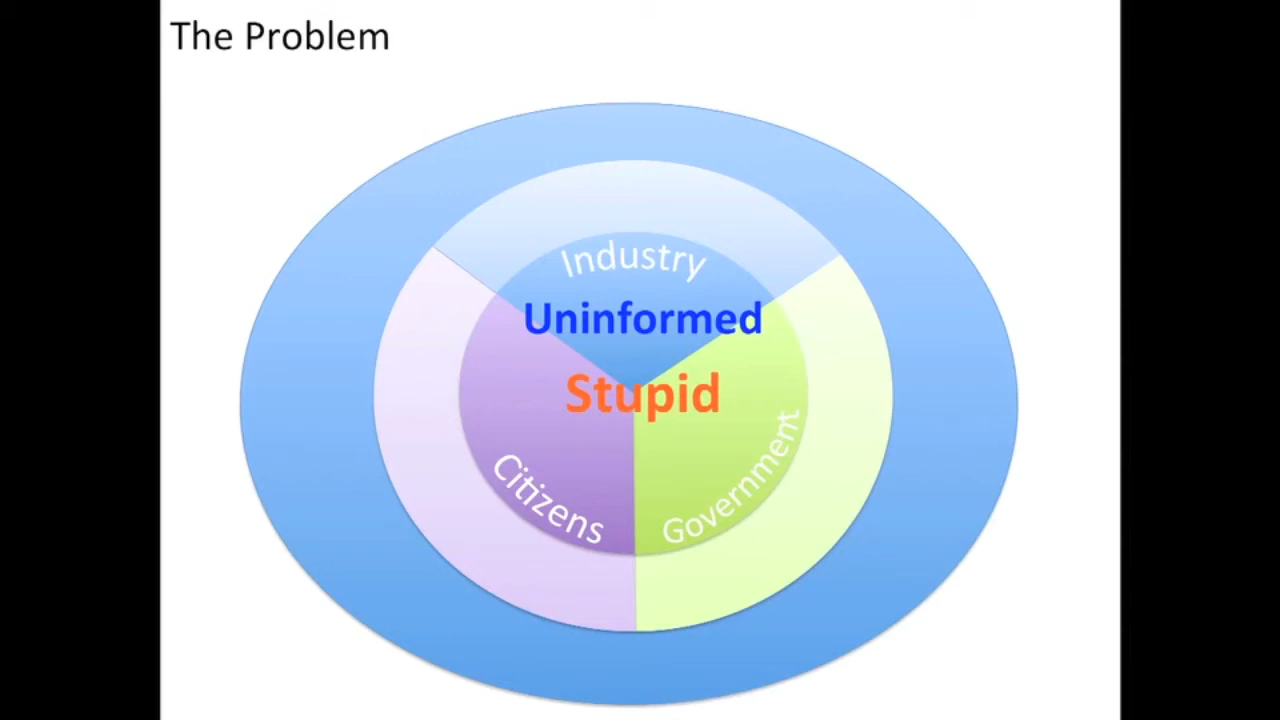 The Problem
Industry
Uninformed
Stupid
Citizens
Government